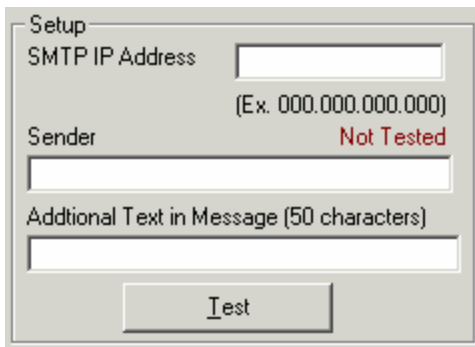 Setup
SMTP IP Address
(Ex. 000.000.000.000)
Sender Not Tested
Addtional Text in Message (50 characters)
Test